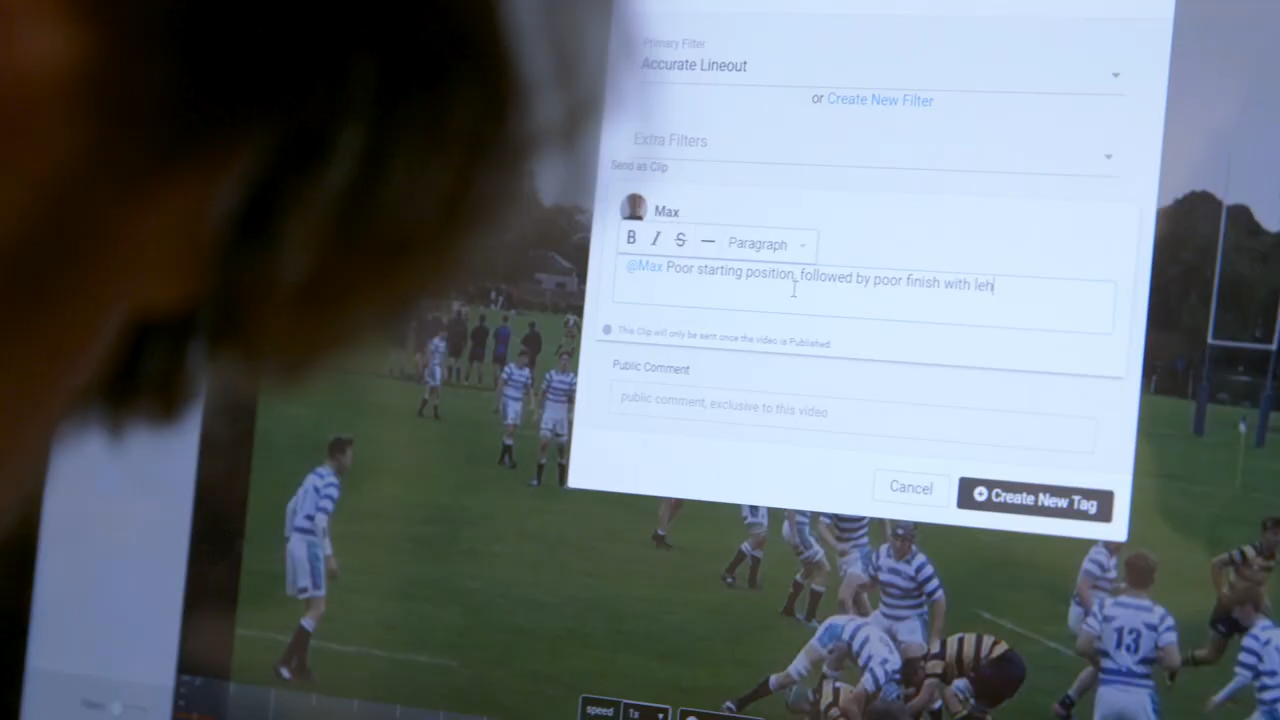 Primary Filter
Accurate Lineout
or Create New Filter
Extra Filters
Send as Clip
Max
B I S — Paragraph
@Max Poor starting position, followed by poor finish with leh
This Clip will only be sent once the video is Published.
Public Comment
public comment, exclusive to this video
Cancel
Create New Tag
13
speed 1x